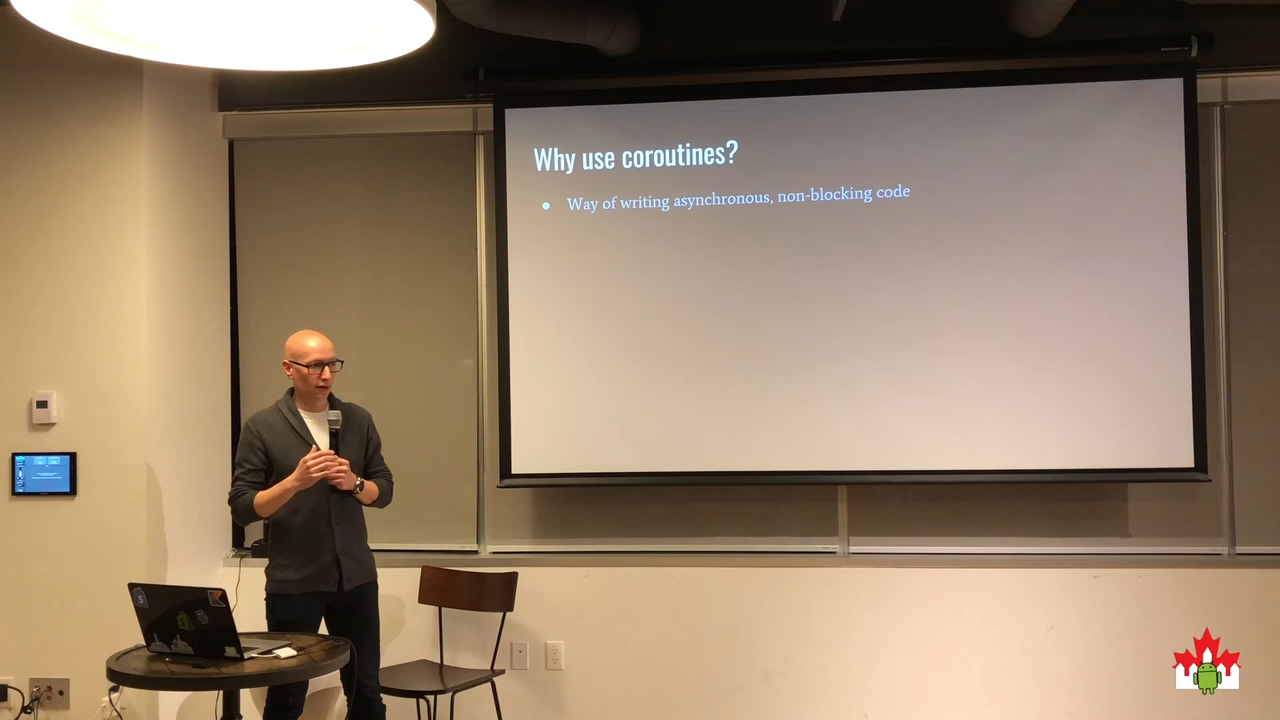 Why use coroutines?
● Way of writing asynchronous, non-blocking code